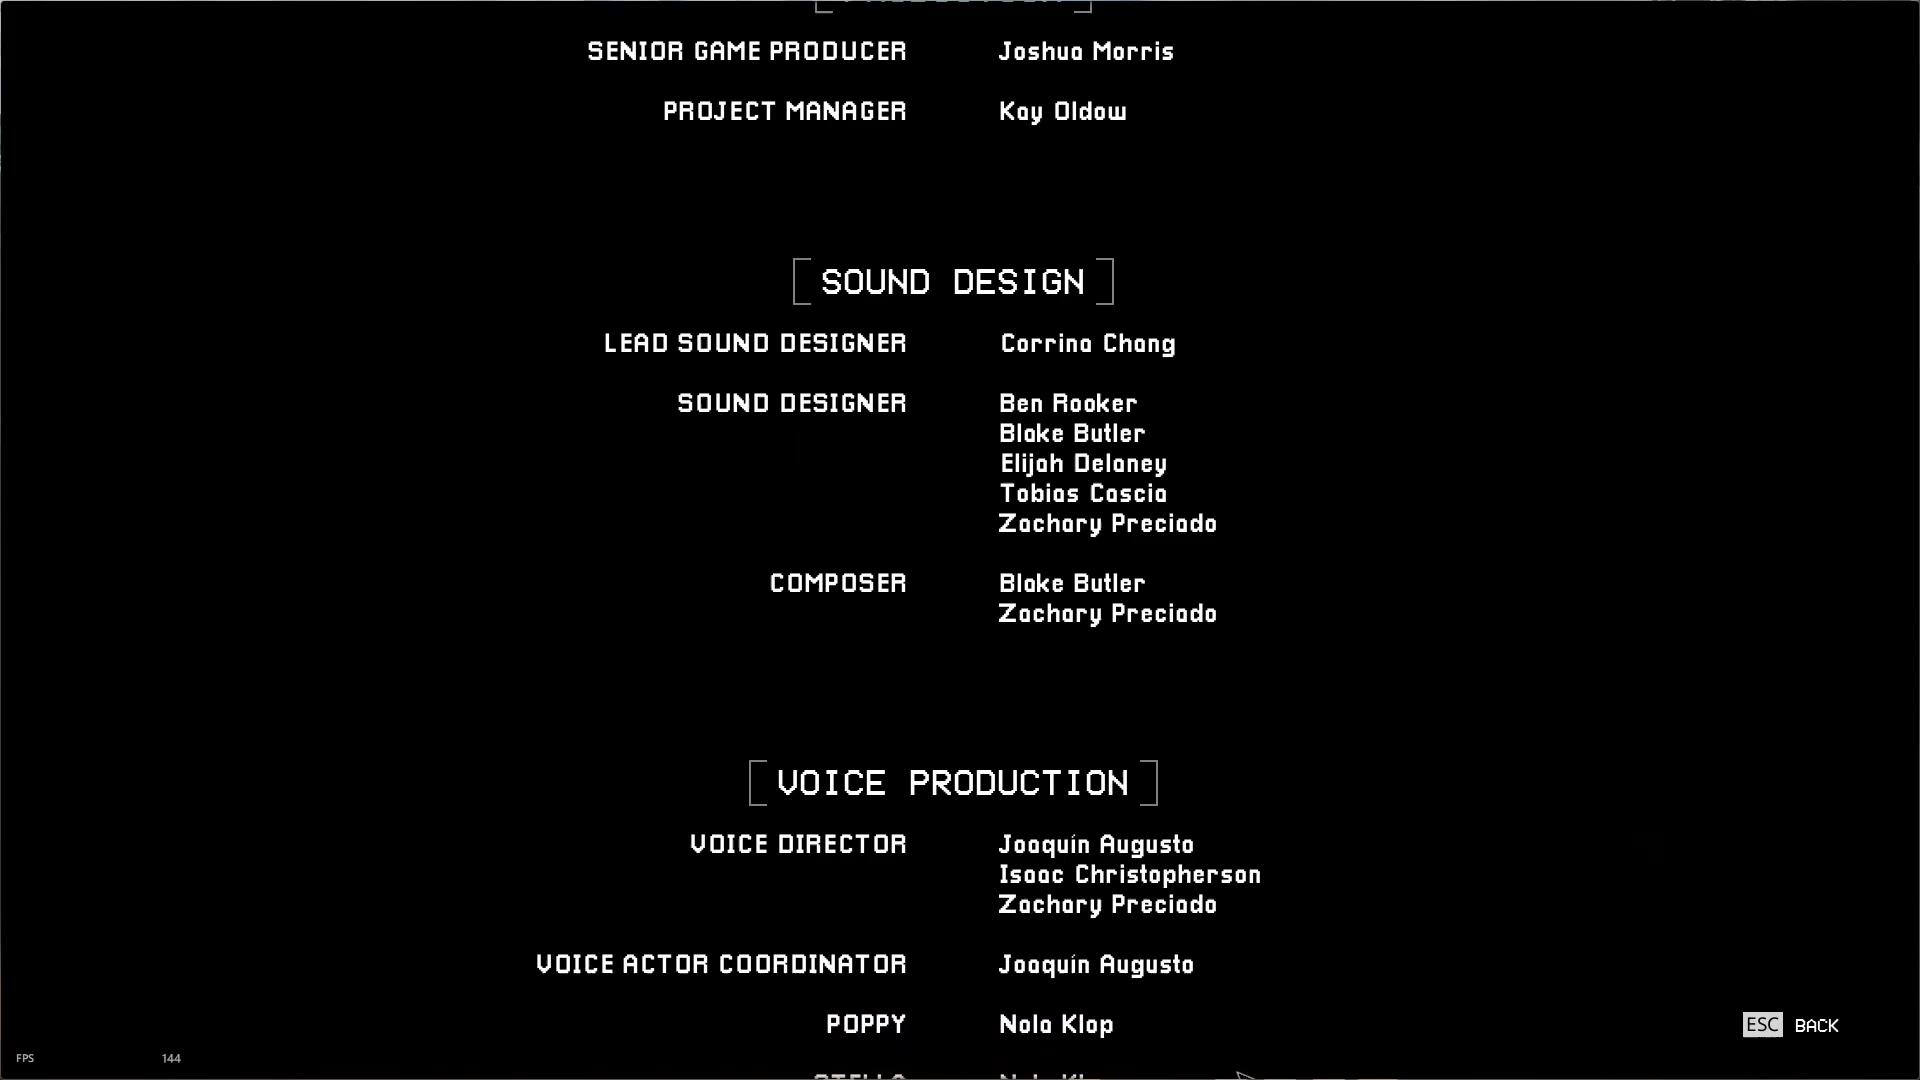 SENIOR GAME PRODUCER Joshua Morris
PROJECT MANAGER Kay Oldow
SOUND DESIGN
LEAD SOUND DESIGNER Corrina Chang
SOUND DESIGNER Ben Rooker
Blake Butler
Elijah Delaney
Tobias Cascia
Zachary Preciado
COMPOSER Blake Butler
Zachary Preciado
VOICE PRODUCTION
VOICE DIRECTOR Joaquín Augusto
Isaac Christopherson
Zachary Preciado
VOICE ACTOR COORDINATOR Joaquín Augusto
POPPY Nola Klop
ESC BACK
FPS 144